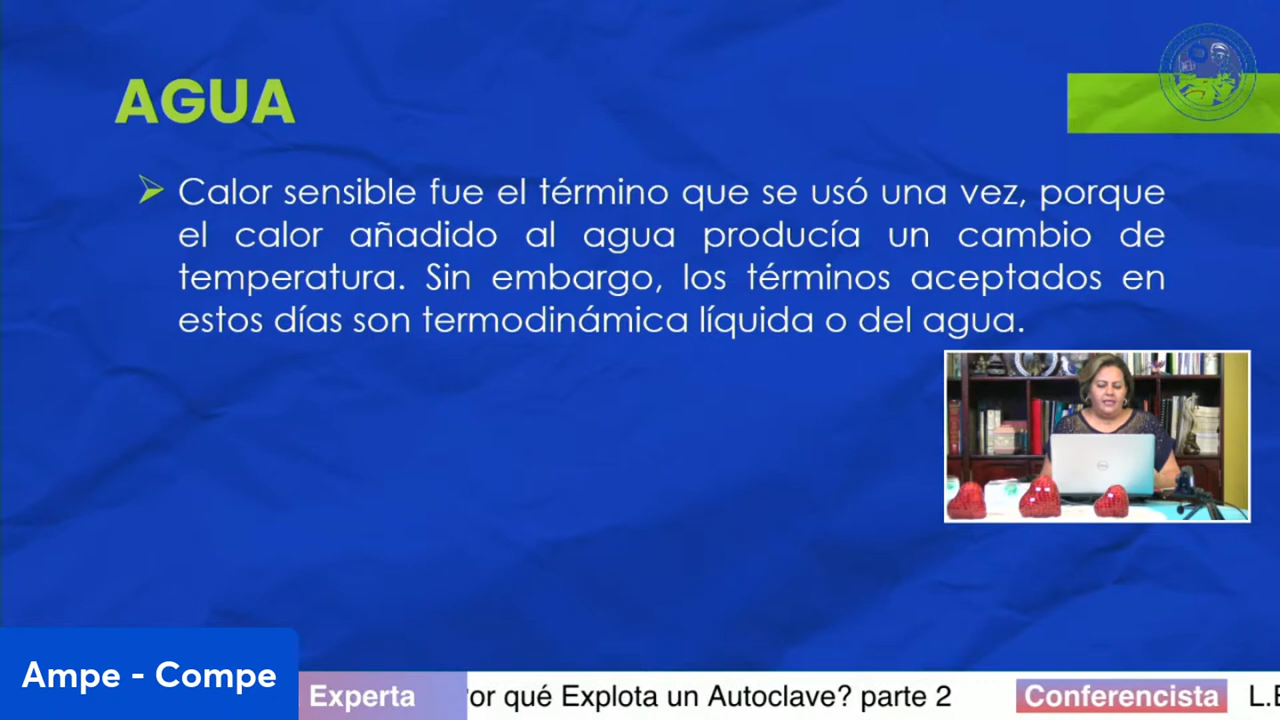 AGUA
Calor sensible fue el término que se usó una vez, porque
el calor añadido al agua producía un cambio de
temperatura. Sin embargo, los términos aceptados en
estos días son termodinámica líquida o del agua.
Ampe - Compe
Experta
or qué Explota un Autoclave? parte 2
Conferencista
L.E